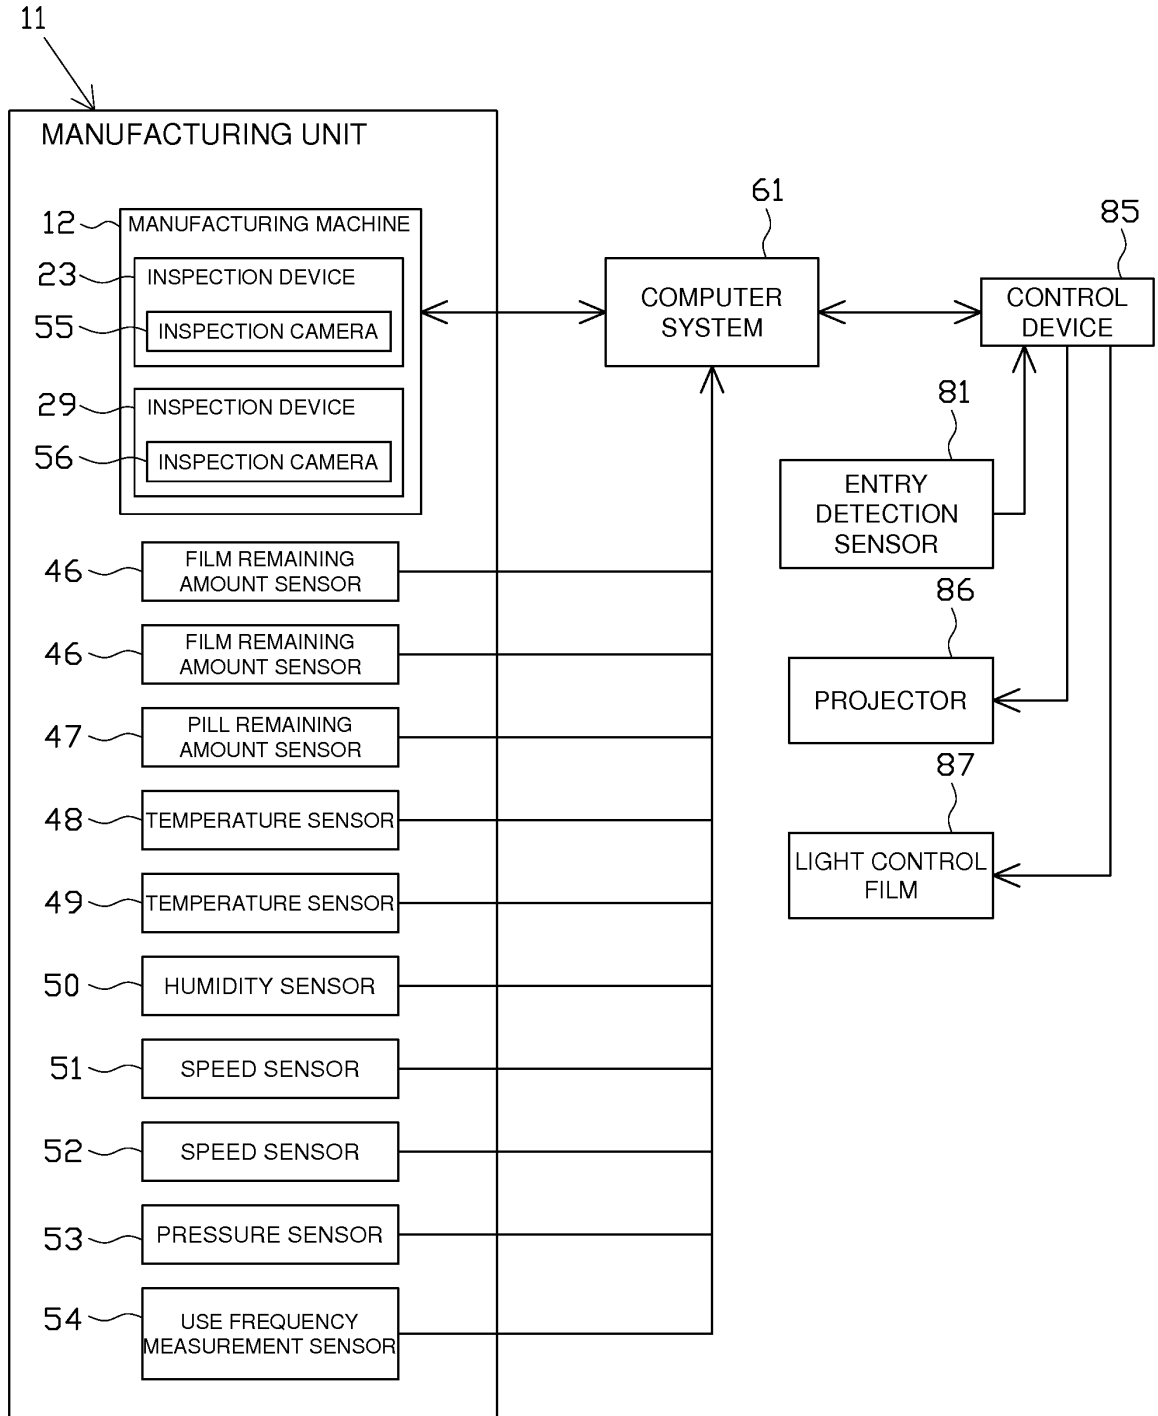 11
MANUFACTURING UNIT
12
MANUFACTURING MACHINE
23
INSPECTION DEVICE
55
INSPECTION CAMERA
29
INSPECTION DEVICE
56
INSPECTION CAMERA
46
FILM REMAINING
AMOUNT SENSOR
46
FILM REMAINING
AMOUNT SENSOR
47
PILL REMAINING
AMOUNT SENSOR
48
TEMPERATURE SENSOR
49
TEMPERATURE SENSOR
50
HUMIDITY SENSOR
51
SPEED SENSOR
52
SPEED SENSOR
53
PRESSURE SENSOR
54
USE FREQUENCY
MEASUREMENT SENSOR
61
COMPUTER
SYSTEM
85
CONTROL
DEVICE
81
ENTRY
DETECTION
SENSOR
86
PROJECTOR
87
LIGHT CONTROL
FILM